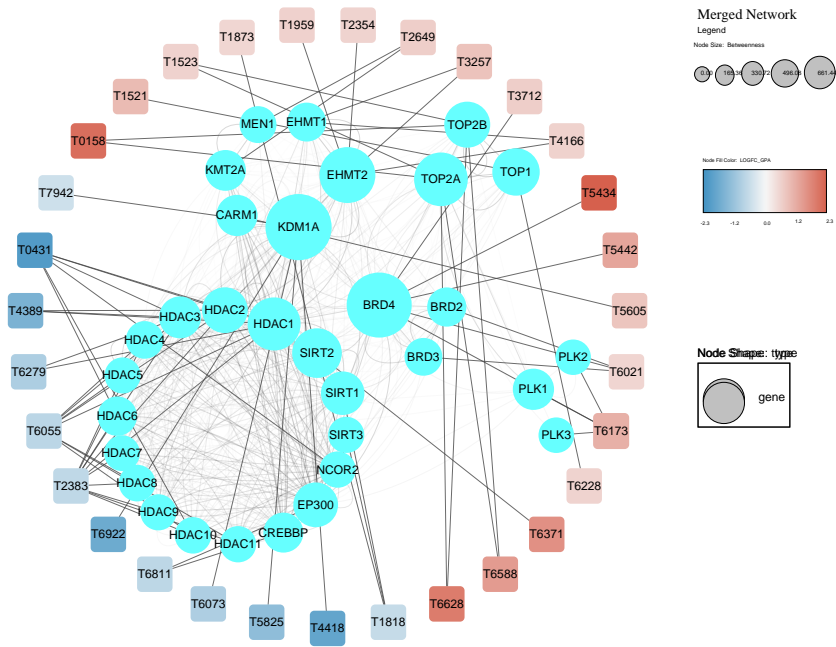 Merged Network
Legend
Node Size: Betweenness
0.00 165.36 330.72 496.08 661.44
Node Fill Color: LOGFC_GPA
-2.3 -1.2 0.0 1.2 2.3
Node Shape: type
gene
T1959
T2354
T1873
T2649
T1523
T3257
T1521
T3712
T0158
MEN1
EHMT1
TOP2B
T4166
KMT2A
EHMT2
TOP2A
TOP1
T7942
T5434
CARM1
KDM1A
T0431
T5442
T4389
HDAC3
HDAC2
HDAC1
BRD4
BRD2
T5605
HDAC4
SIRT2
BRD3
PLK2
T6279
HDAC5
T6021
SIRT1
PLK1
HDAC6
T6055
SIRT3
PLK3
T6173
HDAC7
NCOR2
T2383
HDAC8
T6228
HDAC9
EP300
T6922
HDAC10
HDAC11
CREBBP
T6371
T6811
T6588
T6073
T5825
T4418
T1818
T6628